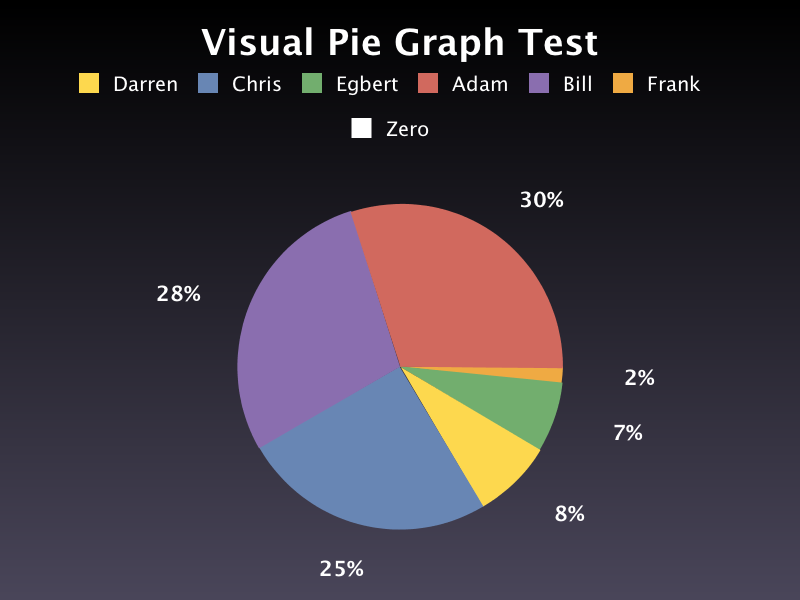 Visual Pie Graph Test
Darren Chris Egbert Adam Bill Frank
Zero
30%
28%
2%
7%
8%
25%